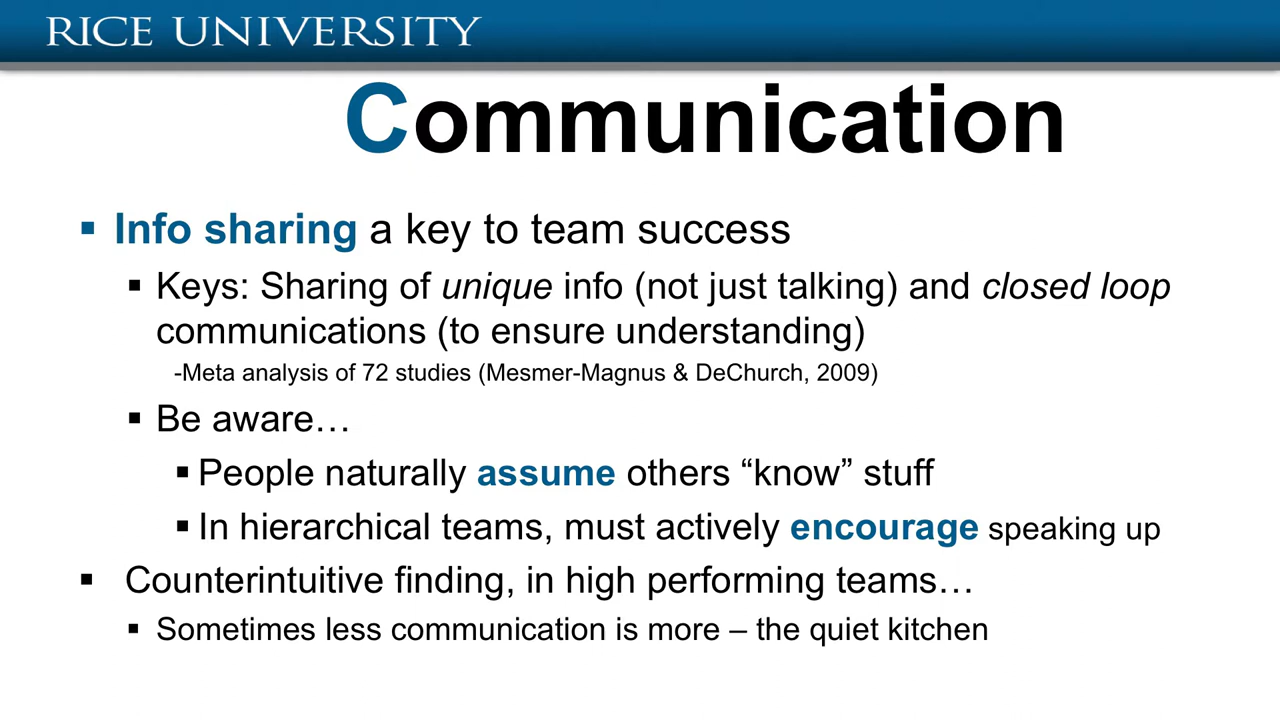 RICE UNIVERSITY
Communication
▪ Info sharing a key to team success
▪ Keys: Sharing of unique info (not just talking) and closed loop
communications (to ensure understanding)
-Meta analysis of 72 studies (Mesmer-Magnus & DeChurch, 2009)
▪ Be aware…
▪ People naturally assume others “know” stuff
▪ In hierarchical teams, must actively encourage speaking up
▪ Counterintuitive finding, in high performing teams…
▪ Sometimes less communication is more – the quiet kitchen